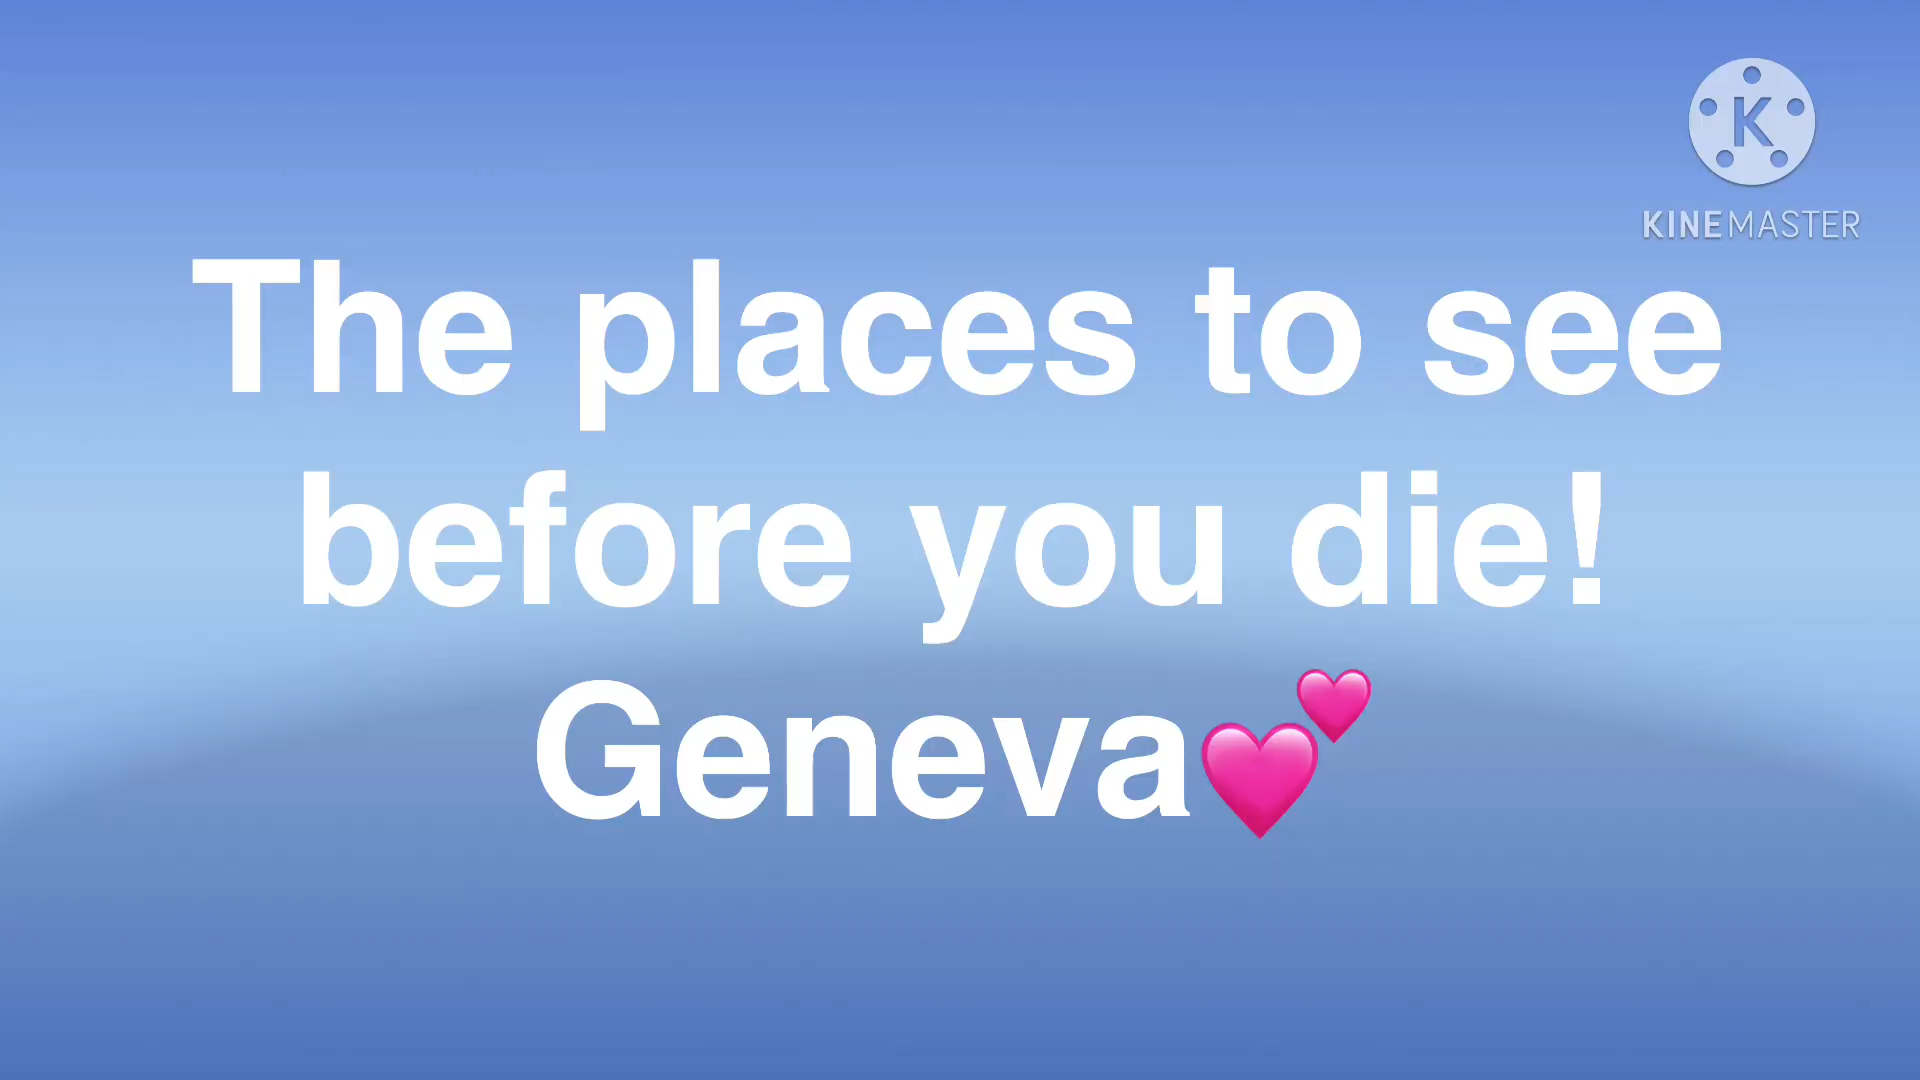 K
KINEMASTER
The places to see
before you die!
Geneva💕